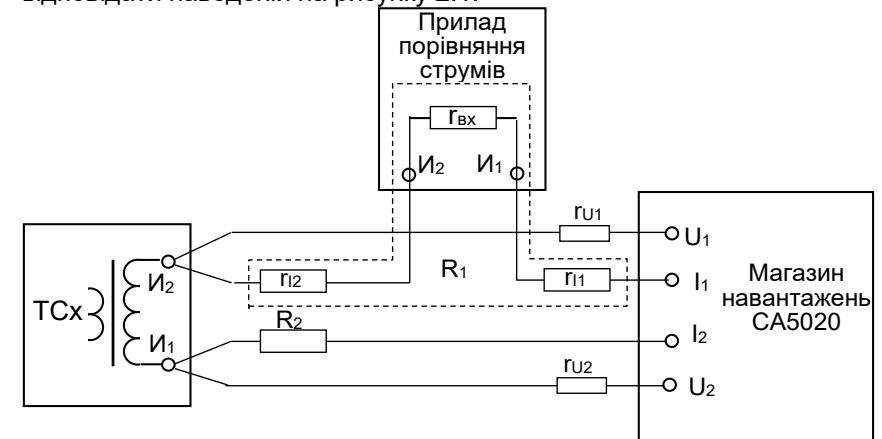 відповідати наведеній на рисунку 2.1.
Прилад
порівняння
струмів
rвх
И2 И1
rU1
U1
И2
rI2
R1
rI1
I1
Магазин
навантажень
СА5020
ТСх
R2
I2
И1
rU2
U2